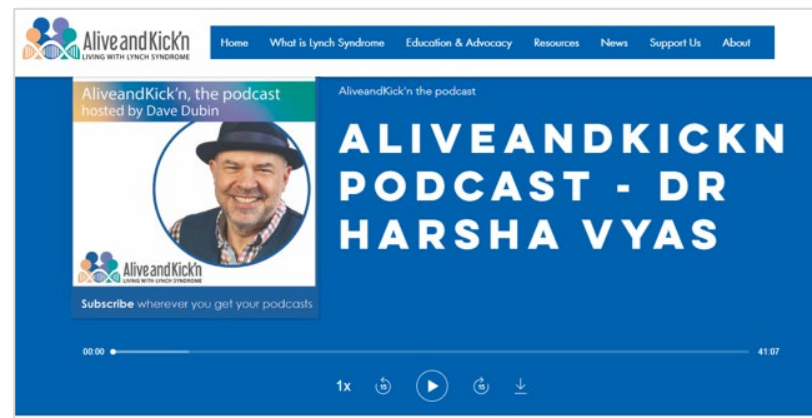 AliveandKick'n
LIVING WITH LYNCH SYNDROME
Home What is Lynch Syndrome Education & Advocacy Resources News Support Us About
AliveandKick'n, the podcast
hosted by Dave Dubin
AliveandKick'n
LIVING WITH LYNCH SYNDROME
Subscribe wherever you get your podcasts
AliveandKick'n the podcast
ALIVEANDKICKN
PODCAST - DR
HARSHA VYAS
00:00 41:07
1x 15 15